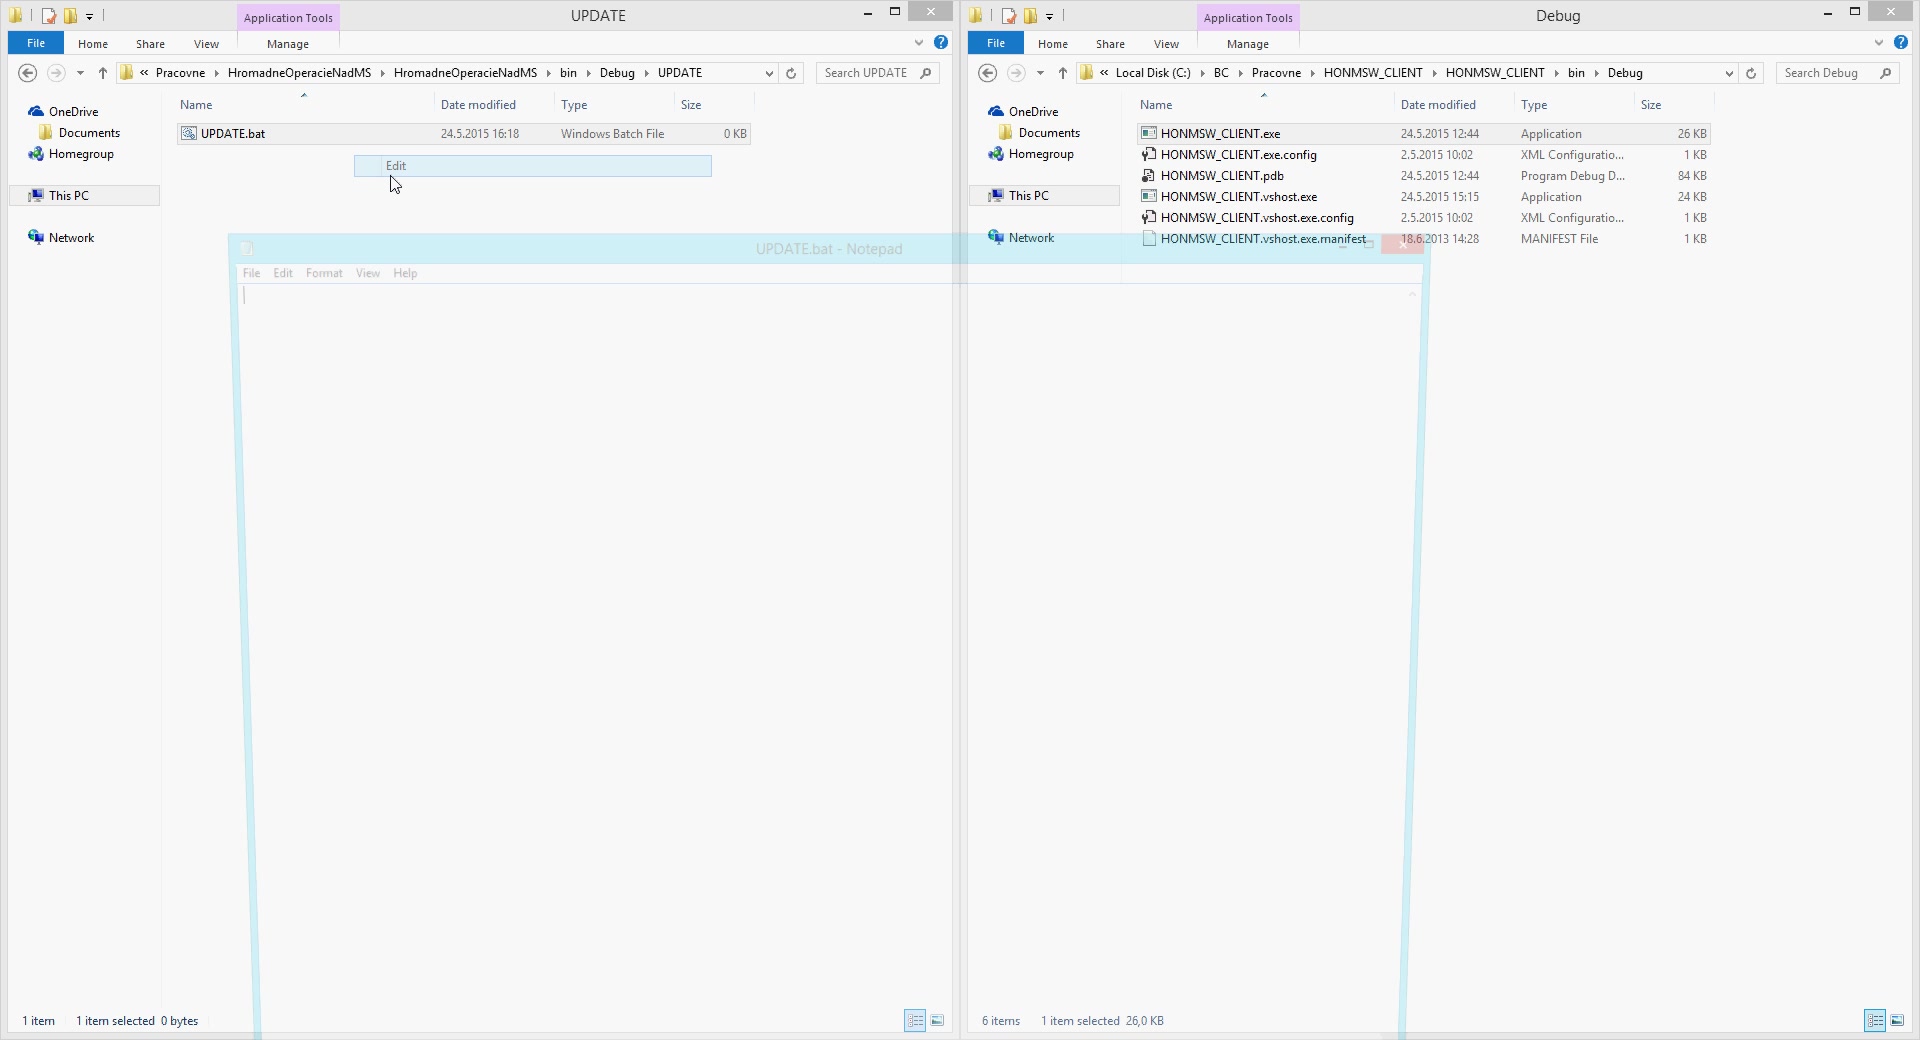 Application Tools
UPDATE
File
Home
Share
View
Manage
« Pracovne HromadneOperacieNadMS HromadneOperacieNadMS bin Debug UPDATE
Search UPDATE
OneDrive
Documents
Homegroup
This PC
Network
Name
Date modified
Type
Size
UPDATE.bat
24.5.2015 16:18
Windows Batch File
0 KB
Edit
UPDATE.bat - Notepad
File
Edit
Format
View
Help
1 item
1 item selected 0 bytes
Application Tools
Debug
File
Home
Share
View
Manage
« Local Disk (C:) BC Pracovne HONMSW_CLIENT HONMSW_CLIENT bin Debug
Search Debug
OneDrive
Documents
Homegroup
This PC
Network
Name
Date modified
Type
Size
HONMSW_CLIENT.exe 24.5.2015 12:44 Application 26 KB
HONMSW_CLIENT.exe.config 2.5.2015 10:02 XML Configuratio... 1 KB
HONMSW_CLIENT.pdb 24.5.2015 12:44 Program Debug D... 84 KB
HONMSW_CLIENT.vshost.exe 24.5.2015 15:15 Application 24 KB
HONMSW_CLIENT.vshost.exe.config 2.5.2015 10:02 XML Configuratio... 1 KB
HONMSW_CLIENT.vshost.exe.manifest 18.6.2013 14:28 MANIFEST File 1 KB
6 items
1 item selected 26,0 KB